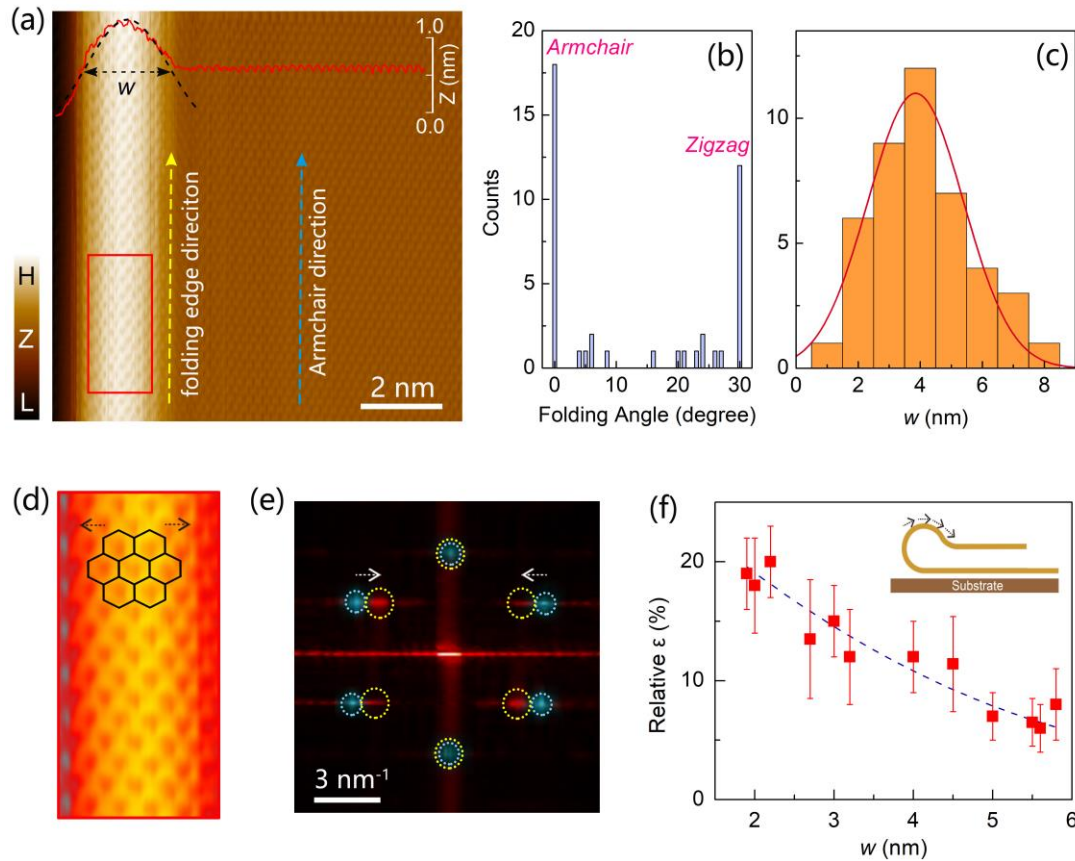 (a)
w
1.0
Z (nm)
0.0
folding edge direciton
Armchair direction
H
Z
L
2 nm
(b)
Armchair
Zigzag
20
15
10
5
0
Counts
0 10 20 30
Folding Angle (degree)
(c)
10
5
0
0 2 4 6 8
w (nm)
(d)
(e)
3 nm-1
(f)
Substrate
20
10
0
Relative ε (%)
2 3 4 5 6
w (nm)